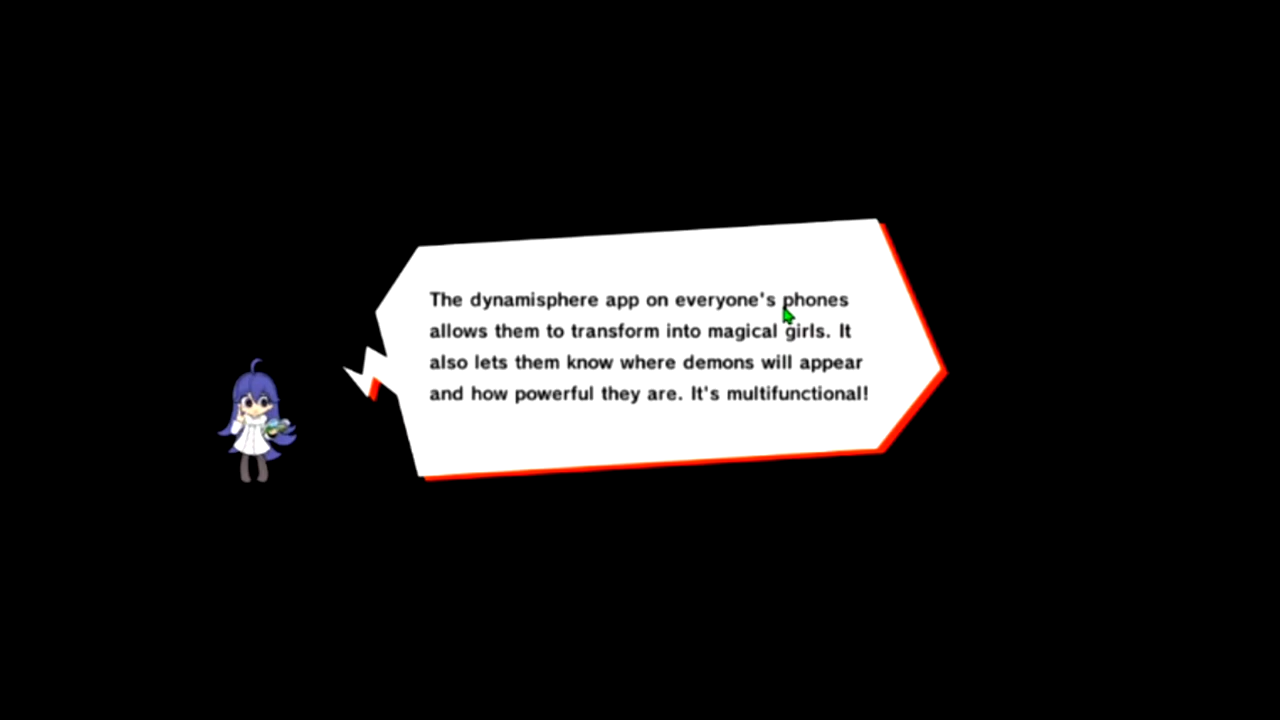 The dynamisphere app on everyone's phones
allows them to transform into magical girls. It
also lets them know where demons will appear
and how powerful they are. It's multifunctional!